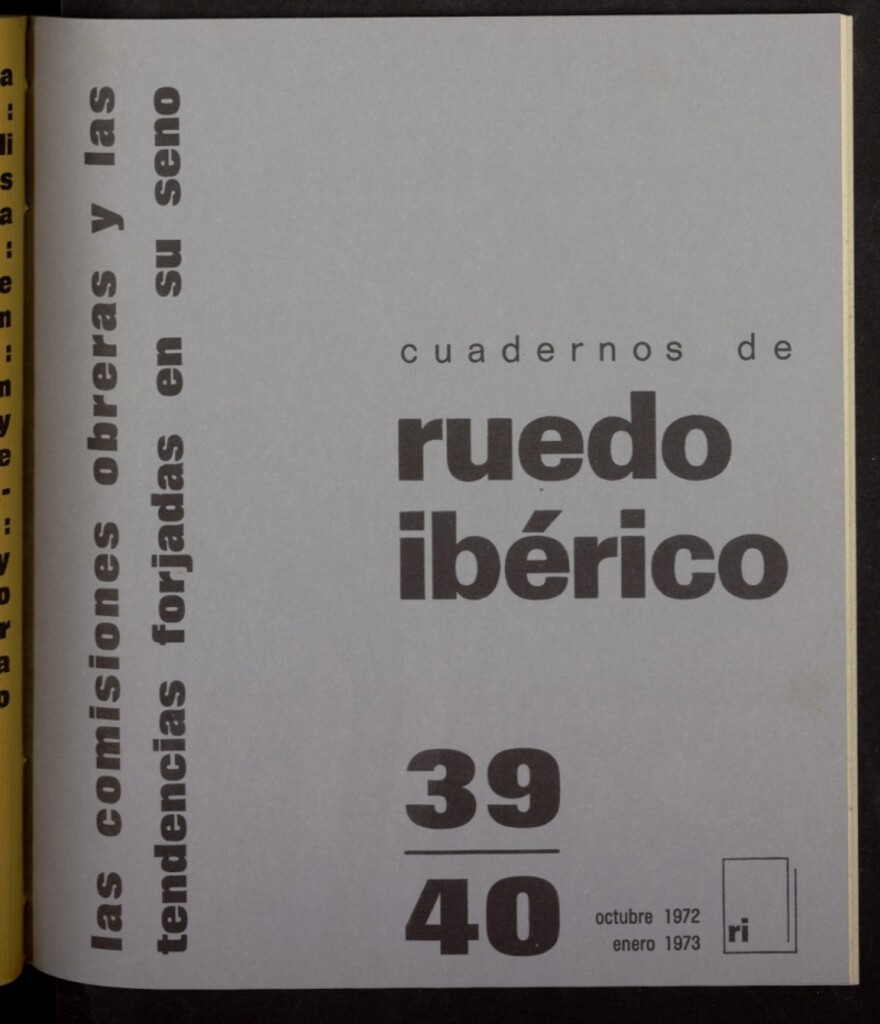 las comisiones obreras y las
tendencias forjadas en su seno
cuadernos de
ruedo
ibérico
39
40
octubre 1972
enero 1973
ri